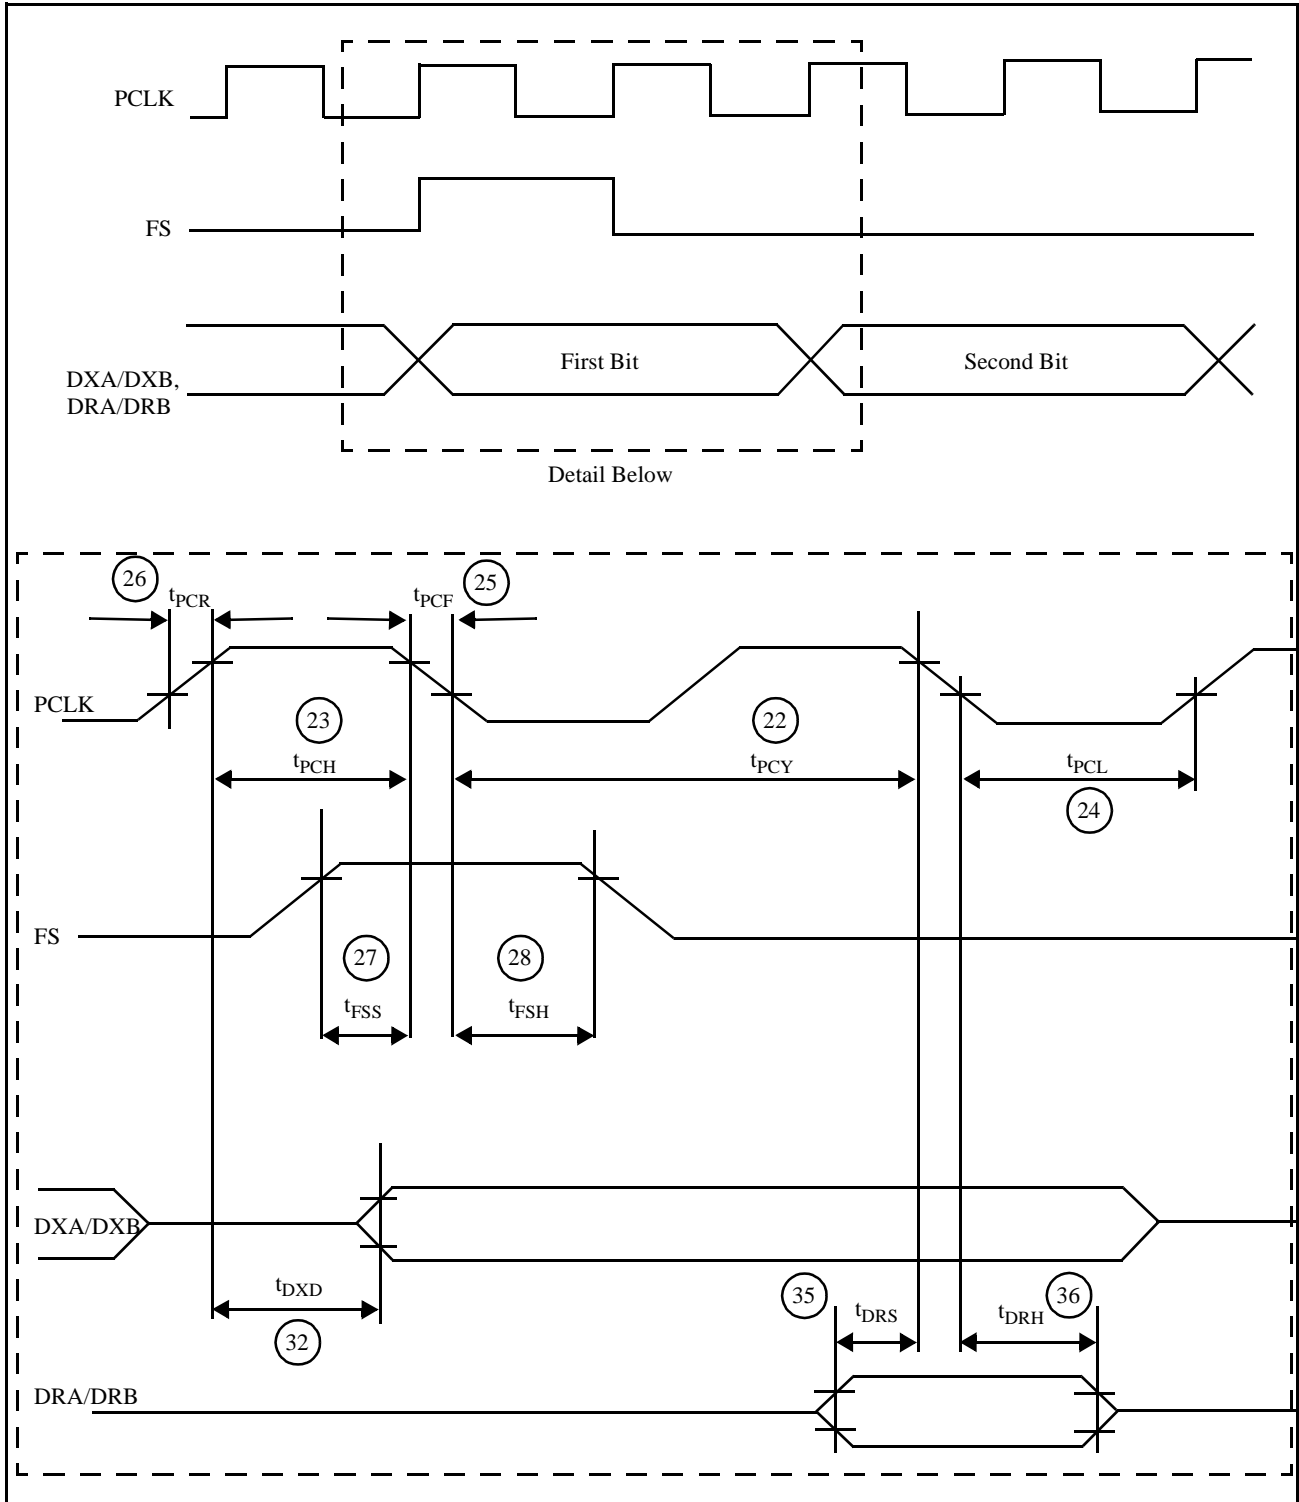 PCLK
FS
DXA/DXB,
DRA/DRB
First Bit
Second Bit
Detail Below
26
tPCR
tPCF
25
PCLK
23
22
tPCH
tPCY
tPCL
24
FS
27
28
tFSS
tFSH
DXA/DXB
tDXD
32
35
36
tDRS
tDRH
DRA/DRB